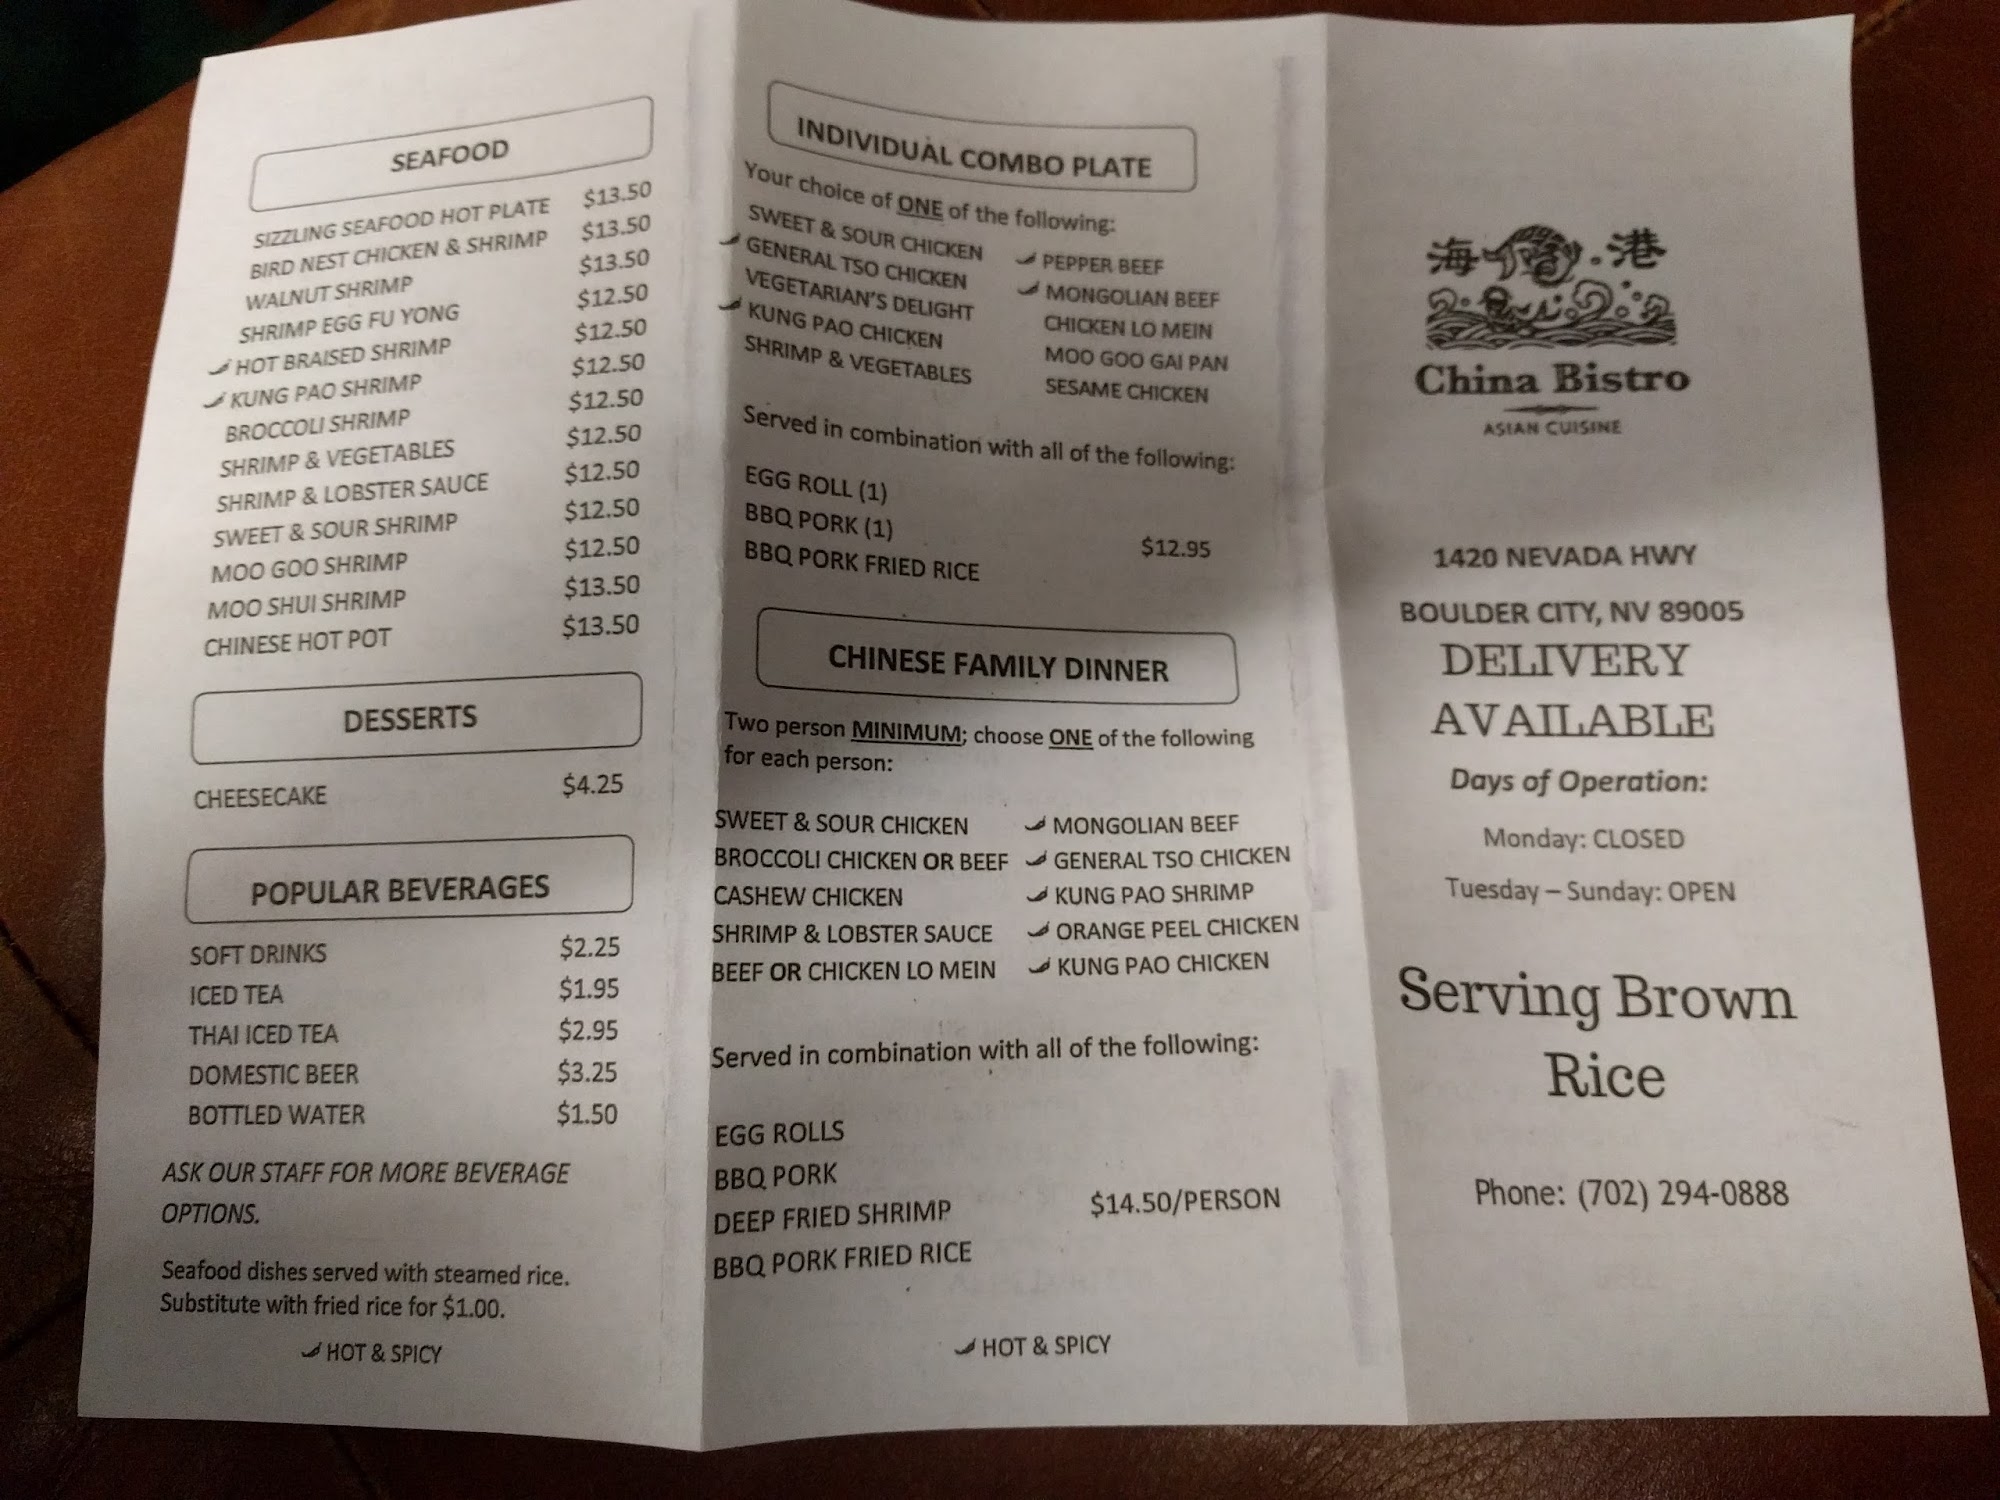 SEAFOOD
SIZZLING SEAFOOD HOT PLATE $13.50
BIRD NEST CHICKEN & SHRIMP $13.50
WALNUT SHRIMP $13.50
SHRIMP EGG FU YONG $12.50
HOT BRAISED SHRIMP $12.50
KUNG PAO SHRIMP $12.50
BROCCOLI SHRIMP $12.50
SHRIMP & VEGETABLES $12.50
SHRIMP & LOBSTER SAUCE $12.50
SWEET & SOUR SHRIMP $12.50
MOO GOO SHRIMP $12.50
MOO SHUI SHRIMP $13.50
CHINESE HOT POT $13.50
DESSERTS
CHEESECAKE $4.25
POPULAR BEVERAGES
SOFT DRINKS $2.25
ICED TEA $1.95
THAI ICED TEA $2.95
DOMESTIC BEER $3.25
BOTTLED WATER $1.50
ASK OUR STAFF FOR MORE BEVERAGE
OPTIONS.
Seafood dishes served with steamed rice.
Substitute with fried rice for $1.00.
HOT & SPICY
INDIVIDUAL COMBO PLATE
Your choice of ONE of the following:
SWEET & SOUR CHICKEN
GENERAL TSO CHICKEN
VEGETARIAN'S DELIGHT
KUNG PAO CHICKEN
SHRIMP & VEGETABLES
PEPPER BEEF
MONGOLIAN BEEF
CHICKEN LO MEIN
MOO GOO GAI PAN
SESAME CHICKEN
Served in combination with all of the following:
EGG ROLL (1)
BBQ PORK (1)
BBQ PORK FRIED RICE
$12.95
CHINESE FAMILY DINNER
Two person MINIMUM; choose ONE of the following
for each person:
SWEET & SOUR CHICKEN
BROCCOLI CHICKEN OR BEEF
CASHEW CHICKEN
SHRIMP & LOBSTER SAUCE
BEEF OR CHICKEN LO MEIN
MONGOLIAN BEEF
GENERAL TSO CHICKEN
KUNG PAO SHRIMP
ORANGE PEEL CHICKEN
KUNG PAO CHICKEN
Served in combination with all of the following:
EGG ROLLS
BBQ PORK
DEEP FRIED SHRIMP
BBQ PORK FRIED RICE
$14.50/PERSON
HOT & SPICY
海 港
China Bistro
ASIAN CUISINE
1420 NEVADA HWY
BOULDER CITY, NV 89005
DELIVERY
AVAILABLE
Days of Operation:
Monday: CLOSED
Tuesday – Sunday: OPEN
Serving Brown
Rice
Phone: (702) 294-0888